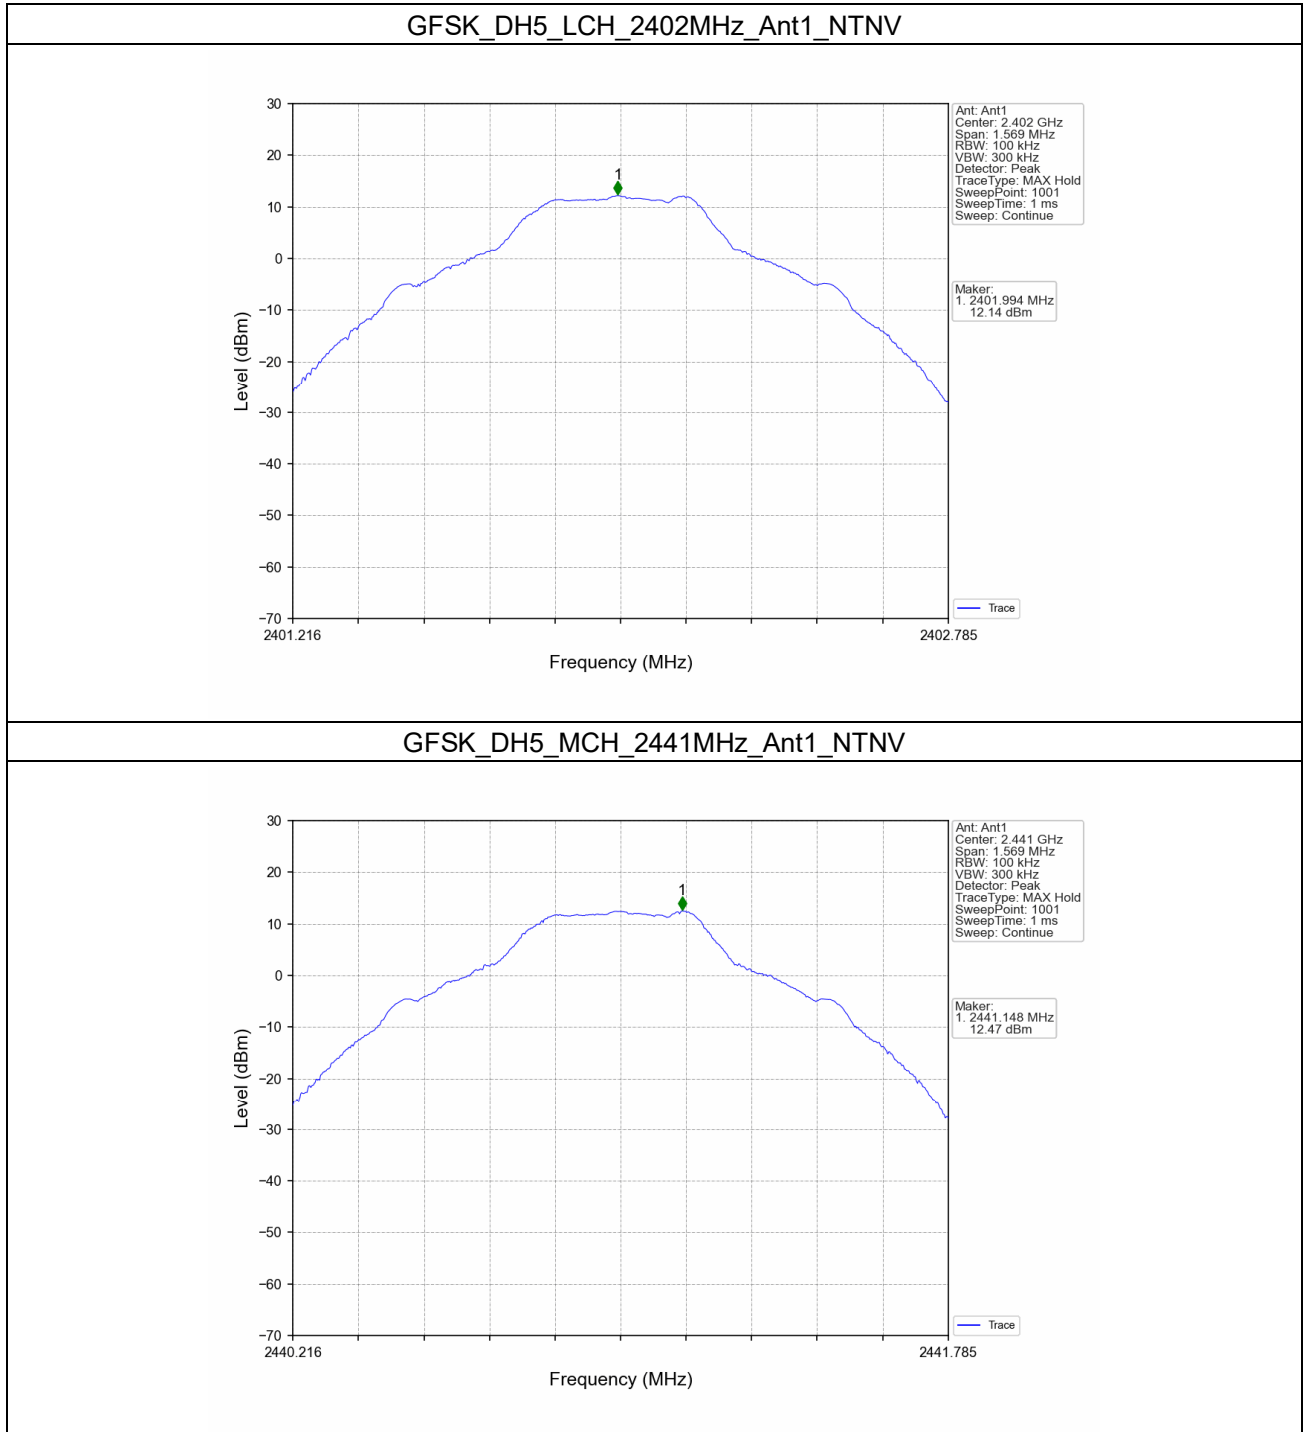 GFSK_DH5_LCH_2402MHz_Ant1_NTNV
30
20
10
0
−10
−20
−30
−40
−50
−60
−70
Level (dBm)
1
2401.216
2402.785
Frequency (MHz)
Ant: Ant1
Center: 2.402 GHz
Span: 1.569 MHz
RBW: 100 kHz
VBW: 300 kHz
Detector: Peak
TraceType: MAX Hold
SweepPoint: 1001
SweepTime: 1 ms
Sweep: Continue
Maker:
1. 2401.994 MHz
12.14 dBm
Trace
GFSK_DH5_MCH_2441MHz_Ant1_NTNV
30
20
10
0
−10
−20
−30
−40
−50
−60
−70
Level (dBm)
1
2440.216
2441.785
Frequency (MHz)
Ant: Ant1
Center: 2.441 GHz
Span: 1.569 MHz
RBW: 100 kHz
VBW: 300 kHz
Detector: Peak
TraceType: MAX Hold
SweepPoint: 1001
SweepTime: 1 ms
Sweep: Continue
Maker:
1. 2441.148 MHz
12.47 dBm
Trace